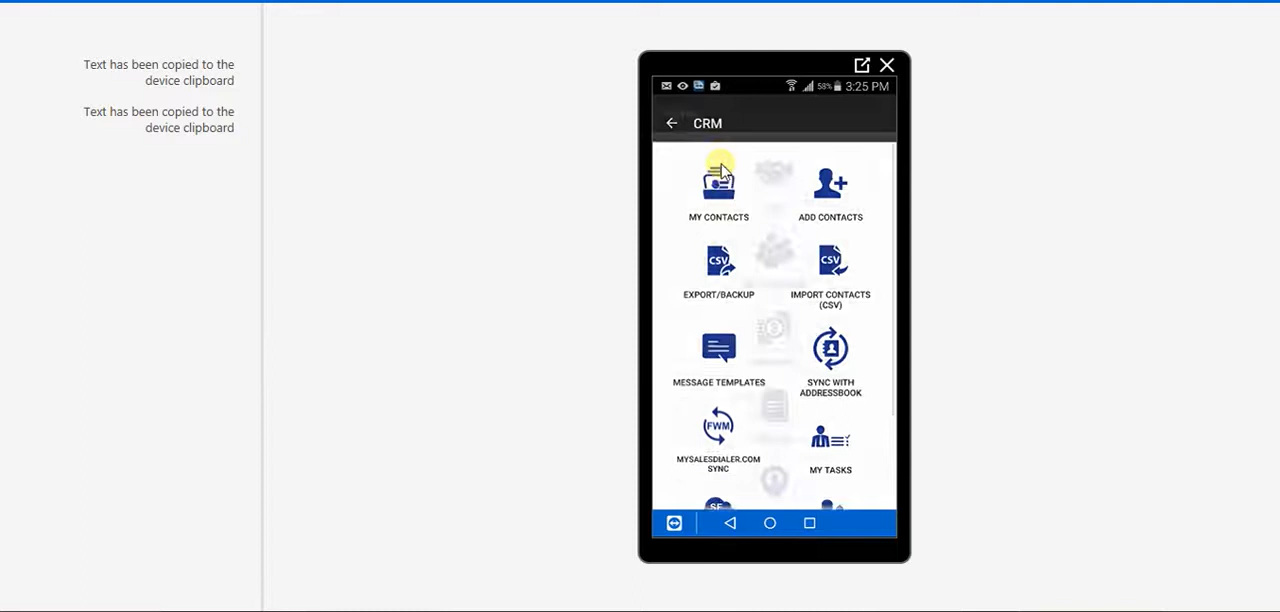 Text has been copied to the
device clipboard
Text has been copied to the
device clipboard
58% 3:25 PM
CRM
MY CONTACTS
ADD CONTACTS
CSV
CSV
EXPORT/BACKUP
IMPORT CONTACTS
(CSV)
MESSAGE TEMPLATES
SYNC WITH
ADDRESSBOOK
FWM
MYSALESDIALER.COM
SYNC
MY TASKS
SF